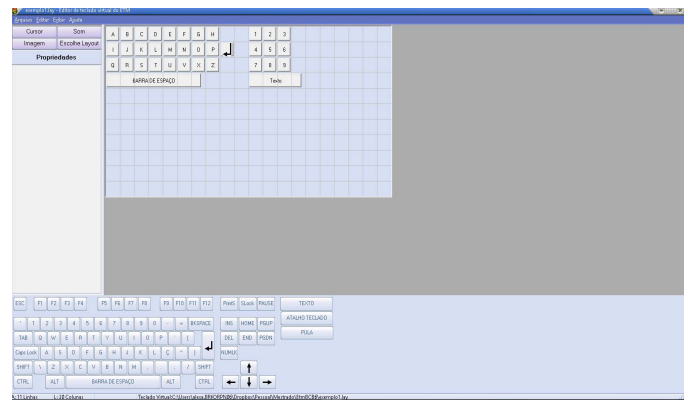 exemplo1.lay - Editor de teclado virtual do ETM
Arquivo Editar Exibir Ajuda
Cursor Som
Imagem Escolhe Layout
Propriedades
A B C D E F G H 1 2 3
I J K L M N O P 4 5 6
Q R S T U V X Z 7 8 9
BARRA DE ESPAÇO Texto
ESC F1 F2 F3 F4 F5 F6 F7 F8 F9 F10 F11 F12 PrntS SLock PAUSE TEXTO
' 1 2 3 4 5 6 7 8 9 0 - = BKSPACE INS HOME PGUP ATALHO TECLADO
TAB Q W E R T Y U I O P ´ [ DEL END PGDN PULA
Caps Lock A S D F G H J K L Ç ~ ] NUMLK
SHIFT \ Z X C V B N M , . ; / SHIFT
CTRL ALT BARRA DE ESPAÇO ALT CTRL
A: 11 Linhas L: 20 Colunas Teclado Virtual: